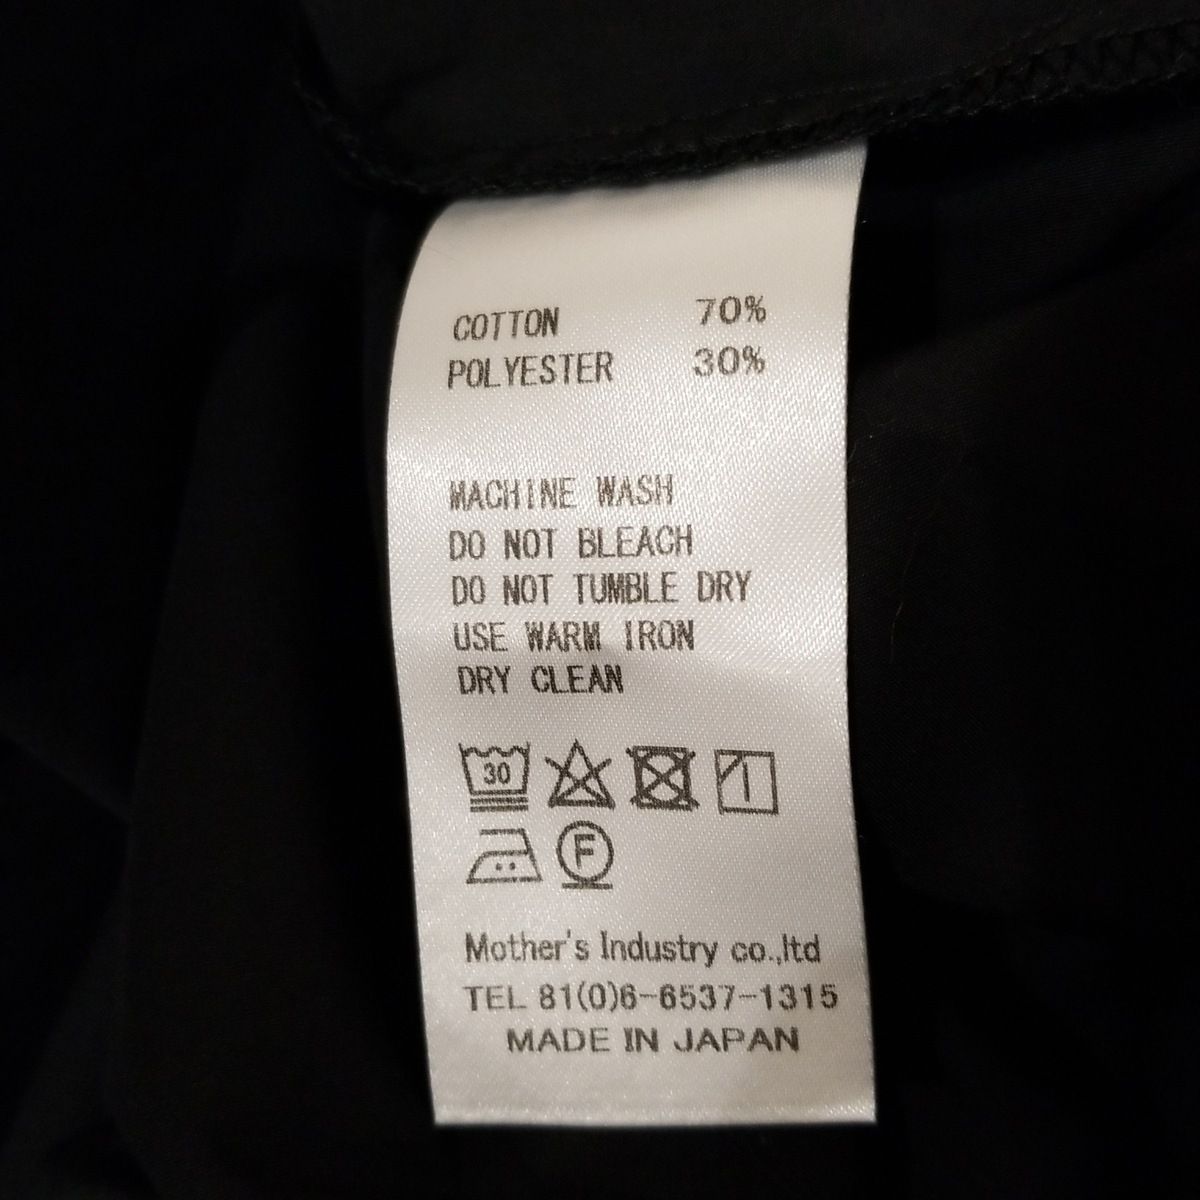 COTTON 70%
POLYESTER 30%
MACHINE WASH
DO NOT BLEACH
DO NOT TUMBLE DRY
USE WARM IRON
DRY CLEAN
30
F
Mother's Industry co.,ltd
TEL 81(0)6-6537-1315
MADE IN JAPAN